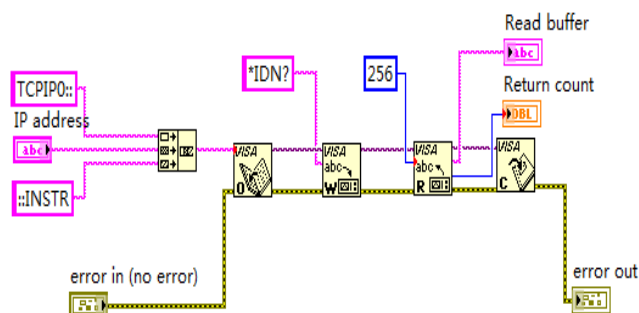 Read buffer
abc
*IDN?
256
Return count
DBL
TCPIP0::
IP address
abc
::INSTR
VISA
O
VISA
abc
W
VISA
abc
R
VISA
C
error in (no error)
error out